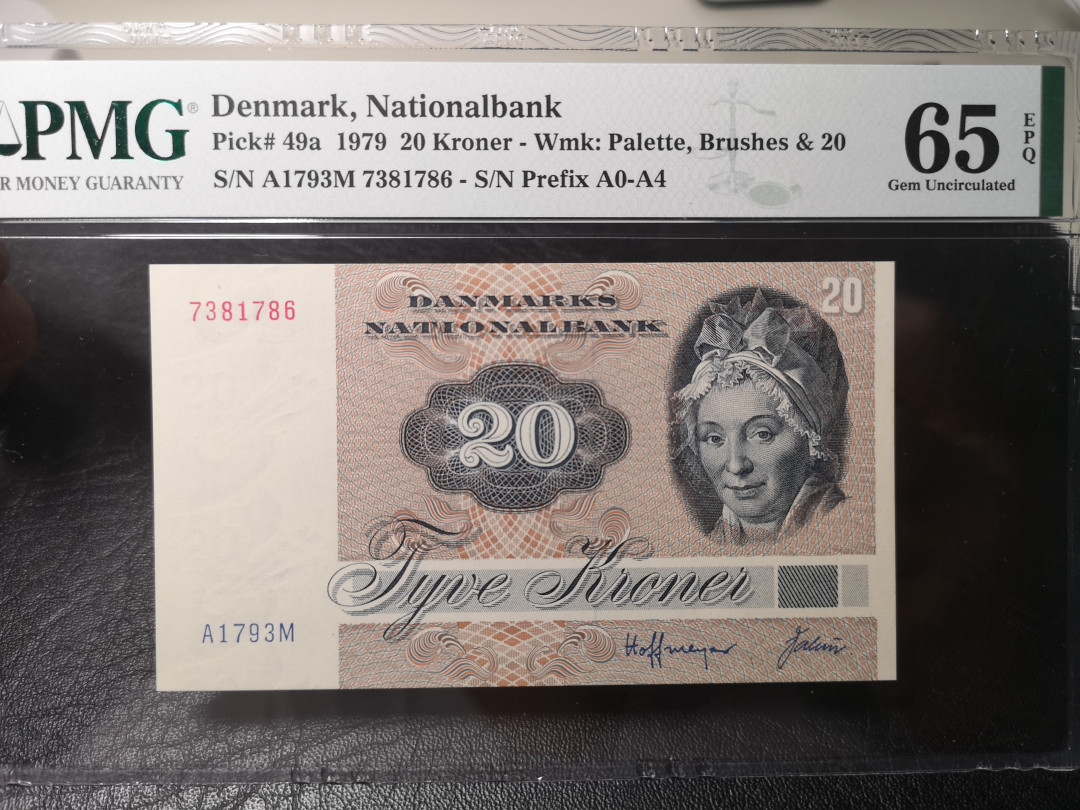 PMG®
R MONEY GUARANTY
Denmark, Nationalbank
Pick# 49a 1979 20 Kroner - Wmk: Palette, Brushes & 20
S/N A1793M 7381786 - S/N Prefix A0-A4
65
EPQ
Gem Uncirculated
7381786
DANMARKS
NATIONALBANK
20
20
Tyve Kroner
A1793M
Hoffmeyer